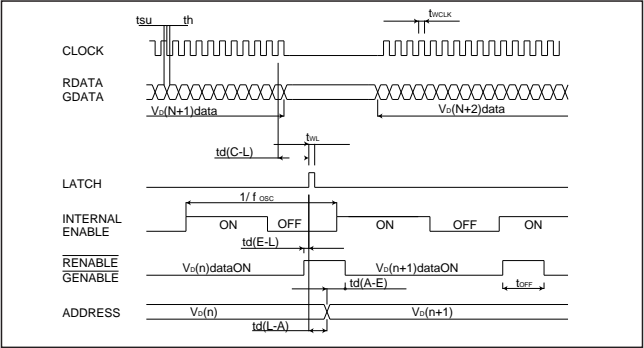 tsu th tWCLK
CLOCK
RDATA
GDATA
VD(N+1)data VD(N+2)data
tWL
td(C-L)
LATCH
1/ f OSC
INTERNAL
ENABLE
ON OFF ON OFF ON
td(E-L)
RENABLE
GENABLE
VD(n)dataON VD(n+1)dataON
td(A-E) tOFF
ADDRESS
VD(n) VD(n+1)
td(L-A)